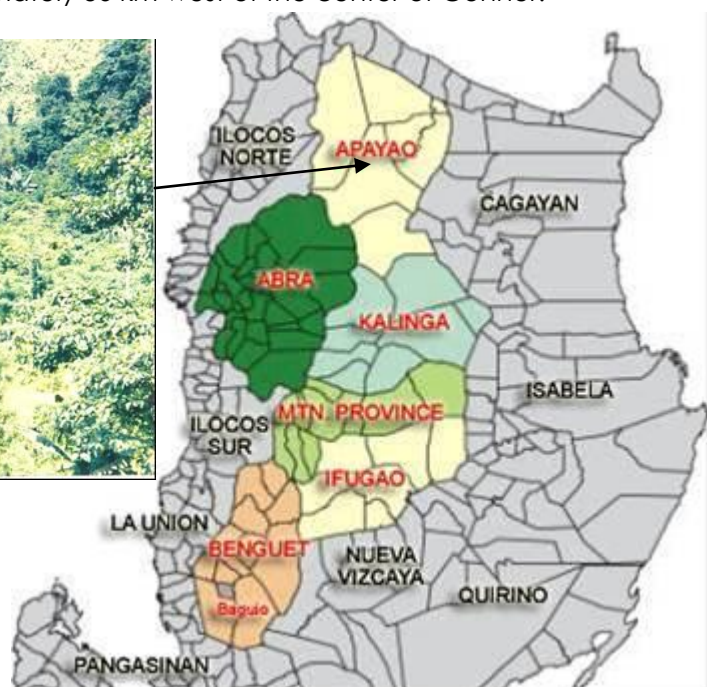 ILOCOS
NORTE
APAYAO
CAGAYAN
ABRA
KALINGA
ISABELA
MTN. PROVINCE
ILOCOS
SUR
IFUGAO
LA UNION
BENGUET
NUEVA
VIZCAYA
QUIRINO
Baguio
PANGASINAN